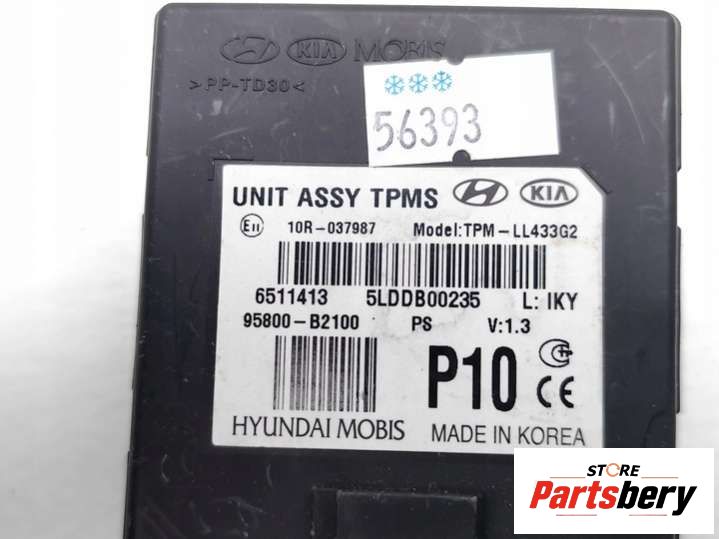 KIA MOBIS
>PP-TD30<
56393
UNIT ASSY TPMS KIA
E11 10R-037987 Model:TPM-LL433G2
6511413 5LDDB00235 L: IKY
95800-B2100 PS V:1.3
P10 CE
HYUNDAI MOBIS MADE IN KOREA
STORE
Partsbery